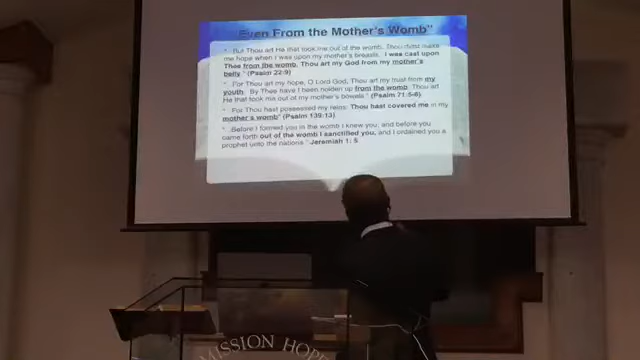 "Even From the Mother's Womb"
" But Thou art He that took me out of the womb. Thou didst make
me hope when I was upon my mother's breasts. I was cast upon
Thee from the womb. Thou art my God from my mother's
belly." (Psalm 22:9)
" For Thou art my hope, O Lord God, Thou art my trust from my
youth. By Thee have I been holden up from the womb. Thou art
He that took me out of my mother's bowels." (Psalm 71:5-6)
" For Thou hast possessed my reins: Thou hast covered me in my
mother's womb" (Psalm 139:13)
" Before I formed you in the womb I knew you, and before you
came forth out of the womb I sanctified you, and I ordained you a
prophet unto the nations." Jeremiah 1: 5
MISSION HOPE